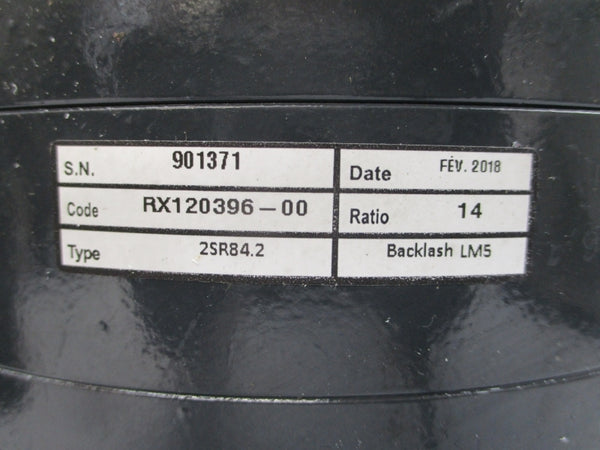 S.N. 901371 Date FÉV. 2018
Code RX120396-00 Ratio 14
Type 2SR84.2 Backlash LM5